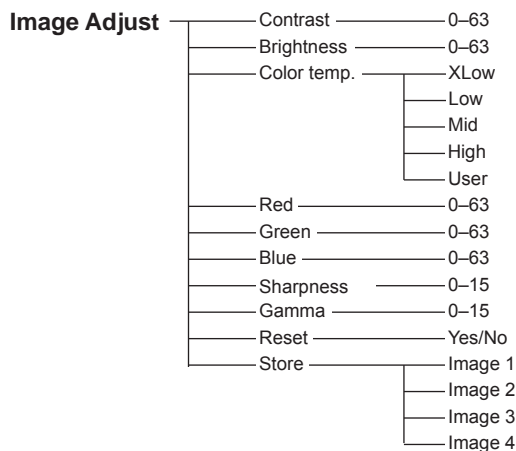 Image Adjust Contrast 0–63
Brightness 0–63
Color temp. XLow
Low
Mid
High
User
Red 0–63
Green 0–63
Blue 0–63
Sharpness 0–15
Gamma 0–15
Reset Yes/No
Store Image 1
Image 2
Image 3
Image 4